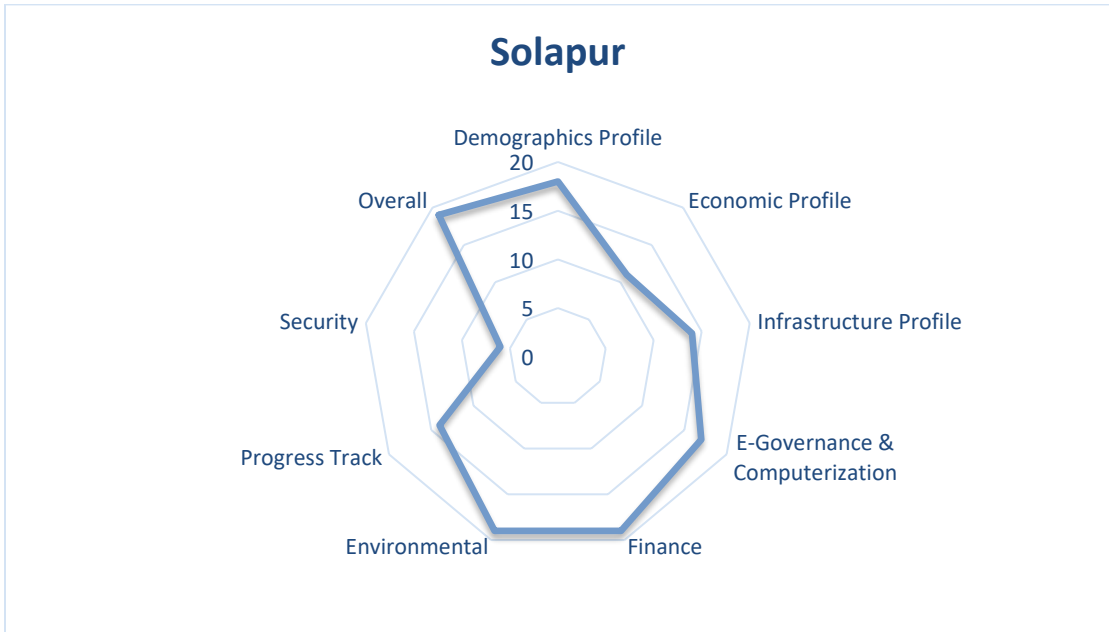 Solapur
Demographics Profile
20
Overall
Economic Profile
15
10
Security
5
Infrastructure Profile
0
E-Governance &
Computerization
Progress Track
Environmental
Finance